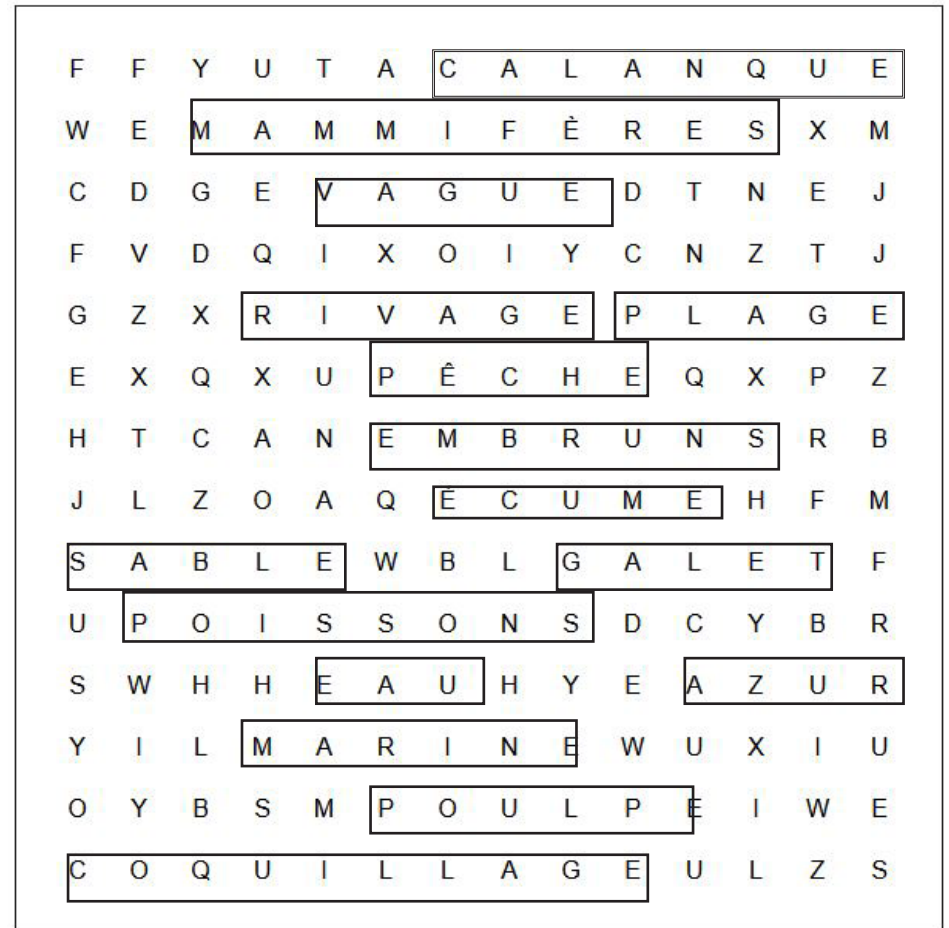 F F Y U T A C A L A N Q U E
W E M A M M I F È R E S X M
C D G E V A G U E D T N E J
F V D Q I X O I Y C N Z T J
G Z X R I V A G E P L A G E
E X Q X U P Ê C H E Q X P Z
H T C A N E M B R U N S R B
J L Z O A Q É C U M E H F M
S A B L E W B L G A L E T F
U P O I S S O N S D C Y B R
S W H H E A U H Y E A Z U R
Y I L M A R I N E W U X I U
O Y B S M P O U L P E I W E
C O Q U I L L A G E U L Z S